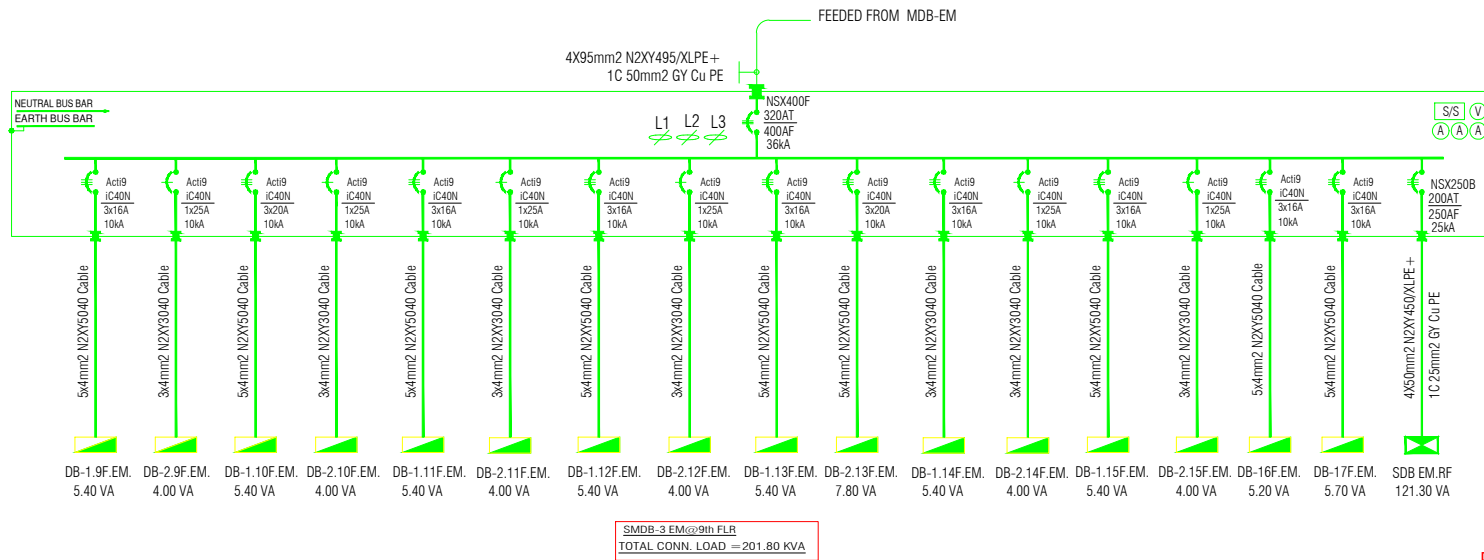 FEEDED FROM MDB-EM
4X95mm2 N2XY495/XLPE+
1C 50mm2 GY Cu PE
NEUTRAL BUS BAR
EARTH BUS BAR
L1 L2 L3
NSX400F
320AT
400AF
36kA
S/S V
A A A
Acti9
iC40N
3x16A
10kA
Acti9
iC40N
1x25A
10kA
Acti9
iC40N
3x20A
10kA
Acti9
iC40N
1x25A
10kA
Acti9
iC40N
3x16A
10kA
Acti9
iC40N
1x25A
10kA
Acti9
iC40N
3x16A
10kA
Acti9
iC40N
1x25A
10kA
Acti9
iC40N
3x16A
10kA
Acti9
iC40N
3x20A
10kA
Acti9
iC40N
3x16A
10kA
Acti9
iC40N
1x25A
10kA
Acti9
iC40N
3x16A
10kA
Acti9
iC40N
1x25A
10kA
Acti9
iC40N
3x16A
10kA
Acti9
iC40N
3x16A
10kA
NSX250B
200AT
250AF
25kA
5x4mm2 N2XY5040 Cable
3x4mm2 N2XY3040 Cable
5x4mm2 N2XY5040 Cable
3x4mm2 N2XY3040 Cable
5x4mm2 N2XY5040 Cable
3x4mm2 N2XY3040 Cable
5x4mm2 N2XY5040 Cable
3x4mm2 N2XY3040 Cable
5x4mm2 N2XY5040 Cable
5x4mm2 N2XY5040 Cable
5x4mm2 N2XY5040 Cable
3x4mm2 N2XY3040 Cable
5x4mm2 N2XY5040 Cable
3x4mm2 N2XY3040 Cable
5x4mm2 N2XY5040 Cable
5x4mm2 N2XY5040 Cable
4X50mm2 N2XY450/XLPE+
1C 25mm2 GY Cu PE
DB-1.9F.EM.
5.40 VA
DB-2.9F.EM.
4.00 VA
DB-1.10F.EM.
5.40 VA
DB-2.10F.EM.
4.00 VA
DB-1.11F.EM.
5.40 VA
DB-2.11F.EM.
4.00 VA
DB-1.12F.EM.
5.40 VA
DB-2.12F.EM.
4.00 VA
DB-1.13F.EM.
5.40 VA
DB-2.13F.EM.
7.80 VA
DB-1.14F.EM.
5.40 VA
DB-2.14F.EM.
4.00 VA
DB-1.15F.EM.
5.40 VA
DB-2.15F.EM.
4.00 VA
DB-16F.EM.
5.20 VA
DB-17F.EM.
5.70 VA
SDB EM.RF
121.30 VA
SMDB-3 EM@9th FLR
TOTAL CONN. LOAD =201.80 KVA